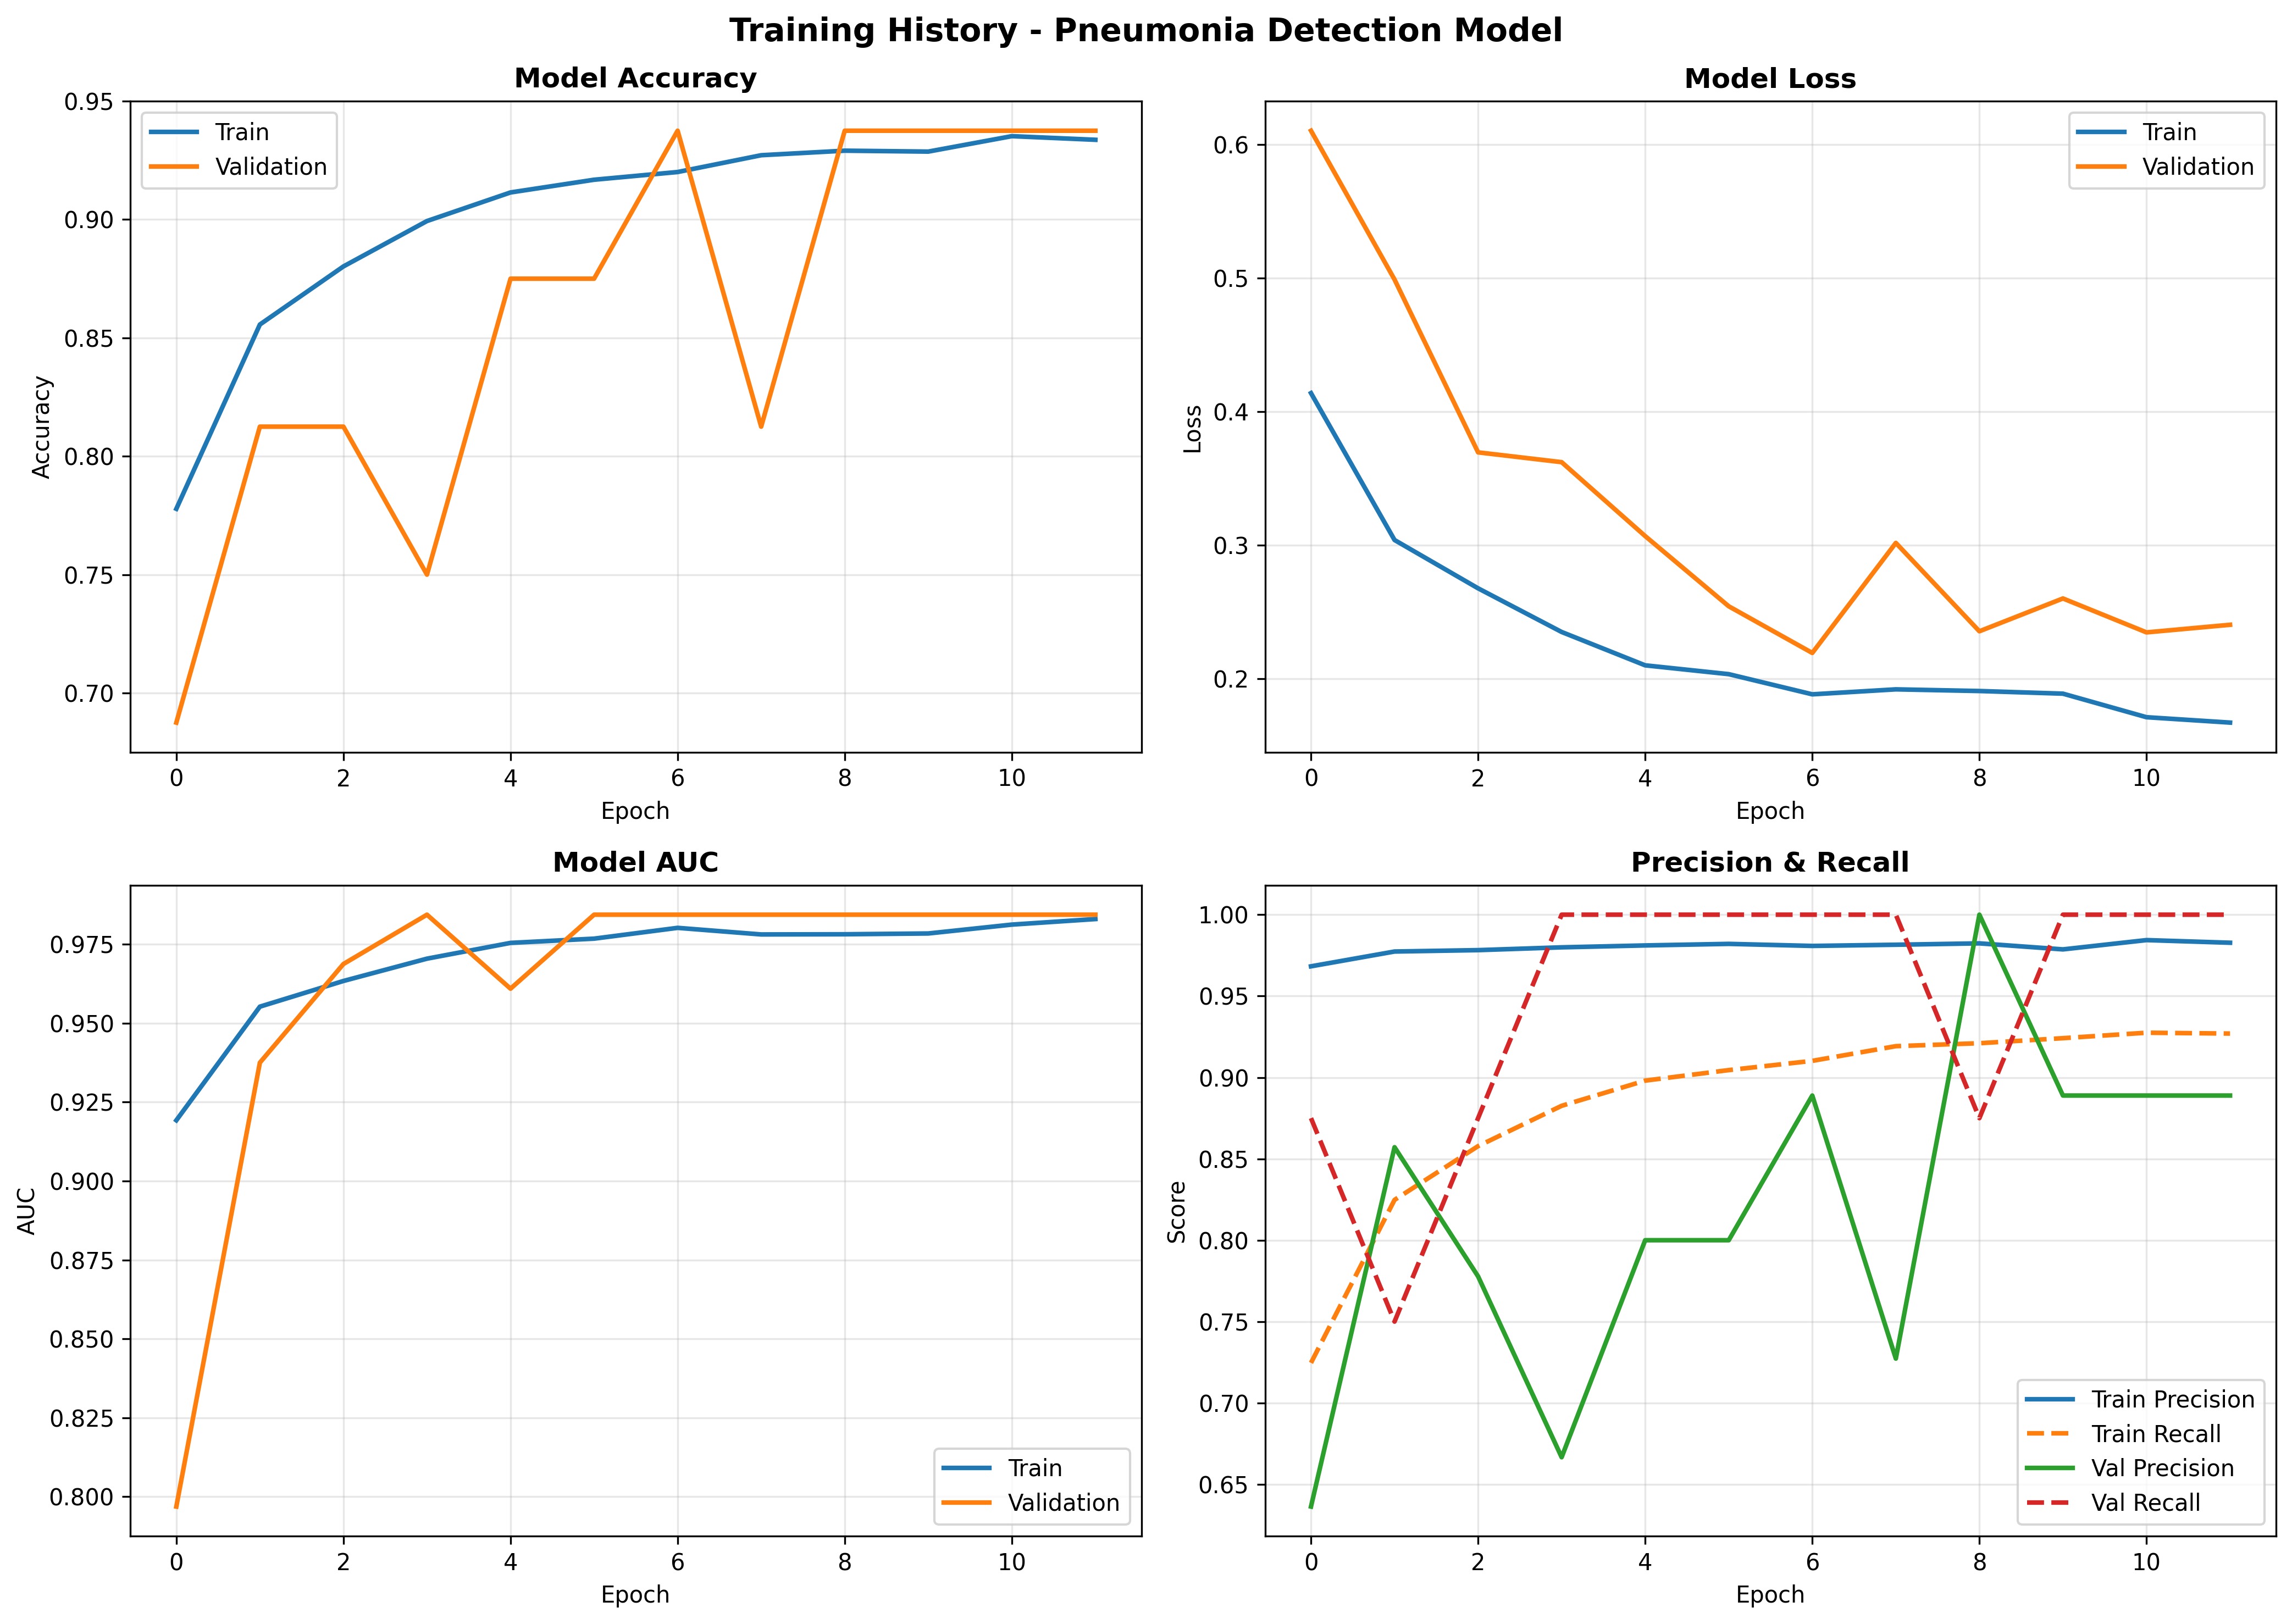 Training History - Pneumonia Detection Model
Model Accuracy
0.95
0.90
0.85
0.80
0.75
0.70
Accuracy
Train
Validation
0 2 4 6 8 10
Epoch
Model Loss
0.6
0.5
0.4
0.3
0.2
Loss
Train
Validation
0 2 4 6 8 10
Epoch
Model AUC
0.975
0.950
0.925
0.900
0.875
0.850
0.825
0.800
AUC
Train
Validation
0 2 4 6 8 10
Epoch
Precision & Recall
1.00
0.95
0.90
0.85
0.80
0.75
0.70
0.65
Score
Train Precision
Train Recall
Val Precision
Val Recall
0 2 4 6 8 10
Epoch